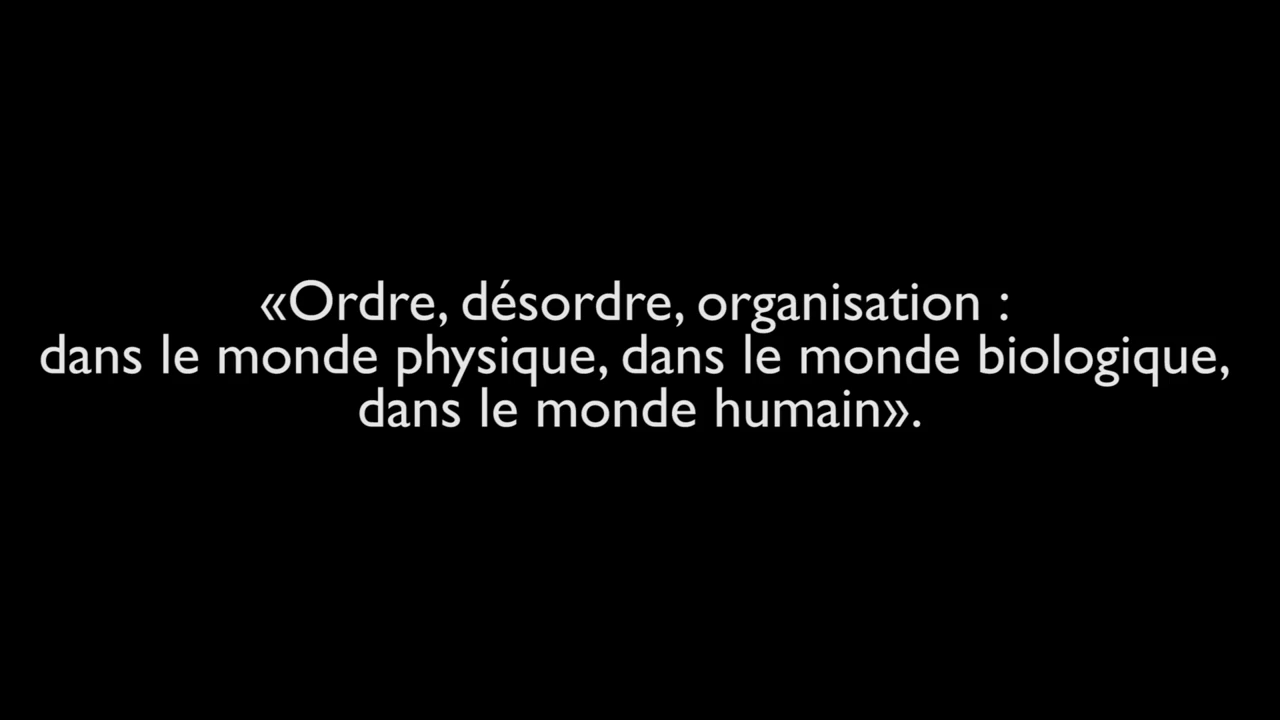 «Ordre, désordre, organisation :
dans le monde physique, dans le monde biologique,
dans le monde humain».